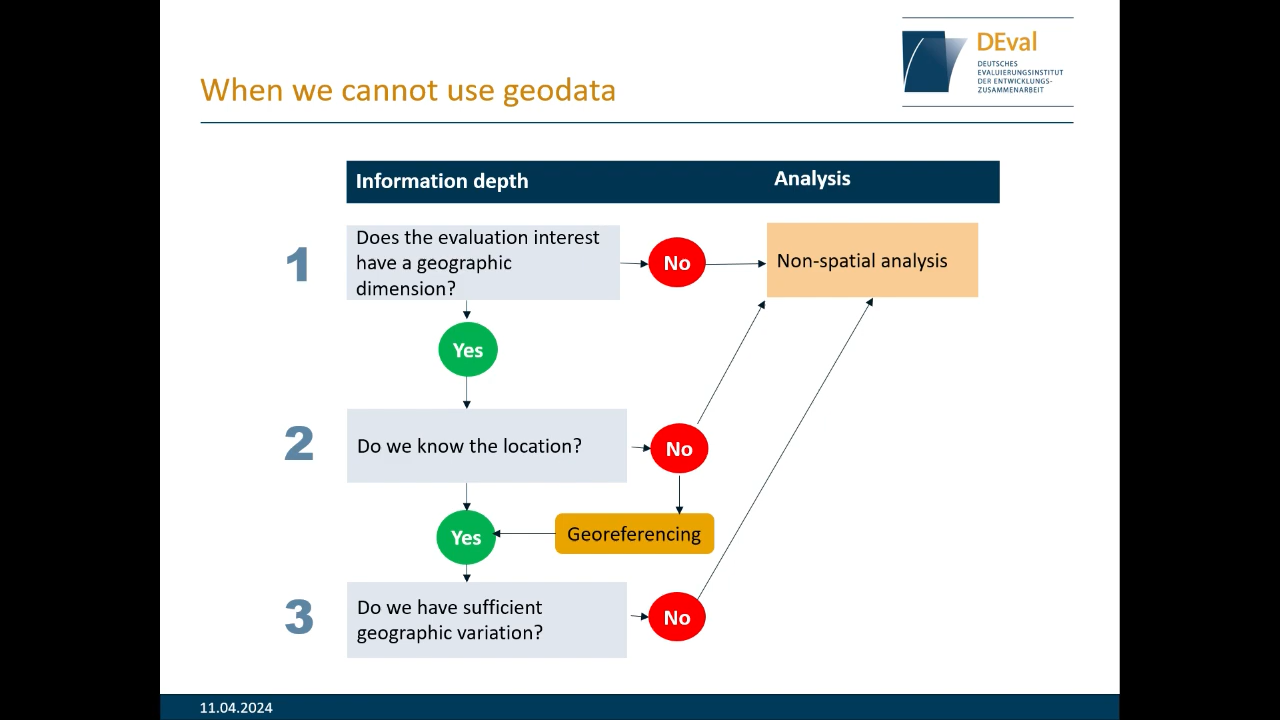 DEval
DEUTSCHES
EVALUIERUNGSINSTITUT
DER ENTWICKLUNGS-
ZUSAMMENARBEIT
When we cannot use geodata
Information depth
Analysis
1
Does the evaluation interest
have a geographic
dimension?
No
Non-spatial analysis
Yes
2
Do we know the location?
No
Yes
Georeferencing
3
Do we have sufficient
geographic variation?
No
11.04.2024